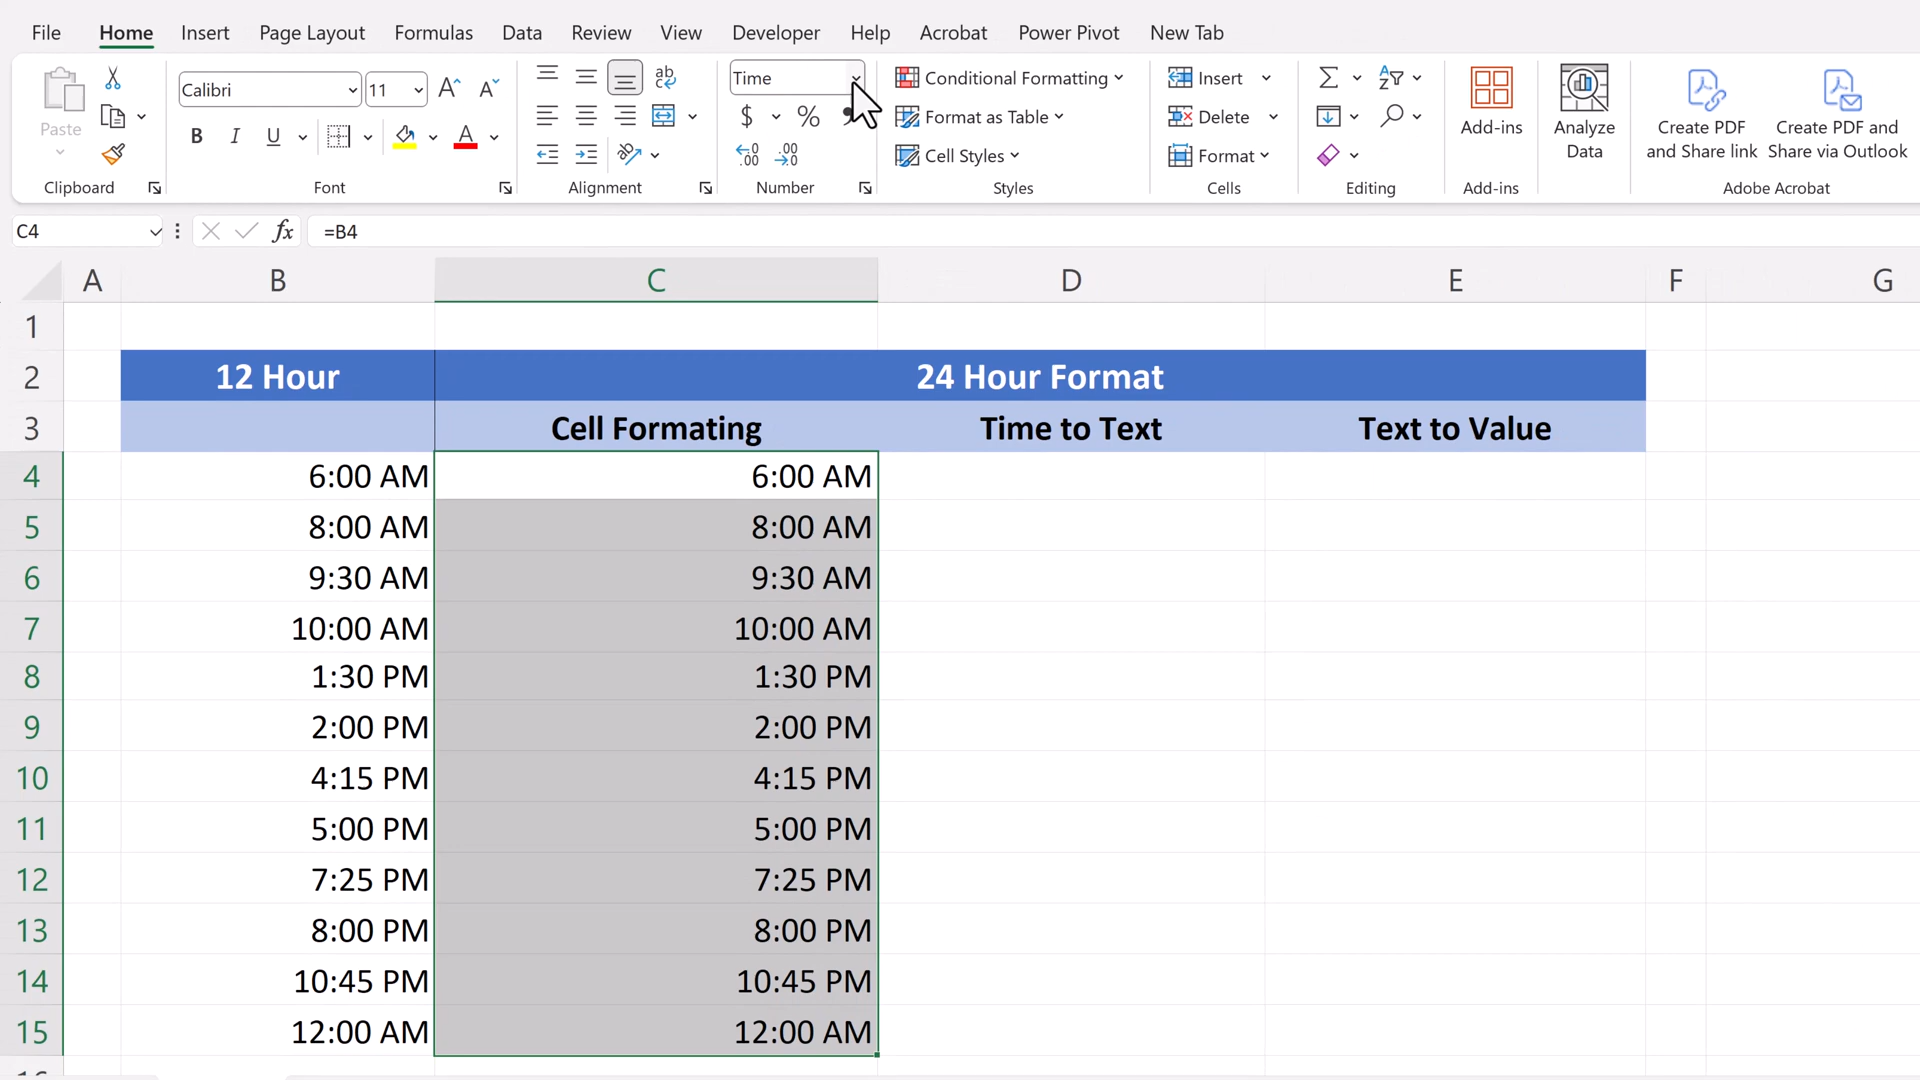 File Home Insert Page Layout Formulas Data Review View Developer Help Acrobat Power Pivot New Tab
Paste
Clipboard
Calibri 11
B I U A
Font
ab
Alignment
Time
$ %
Number
Conditional Formatting
Format as Table
Cell Styles
Styles
Insert
Delete
Format
Cells
Editing
Add-ins
Add-ins
Analyze
Data
Create PDF
and Share link
Create PDF and
Share via Outlook
Adobe Acrobat
C4 fx =B4
A B C D E F G
1
2 12 Hour 24 Hour Format
3 Cell Formating Time to Text Text to Value
4 6:00 AM 6:00 AM
5 8:00 AM 8:00 AM
6 9:30 AM 9:30 AM
7 10:00 AM 10:00 AM
8 1:30 PM 1:30 PM
9 2:00 PM 2:00 PM
10 4:15 PM 4:15 PM
11 5:00 PM 5:00 PM
12 7:25 PM 7:25 PM
13 8:00 PM 8:00 PM
14 10:45 PM 10:45 PM
15 12:00 AM 12:00 AM